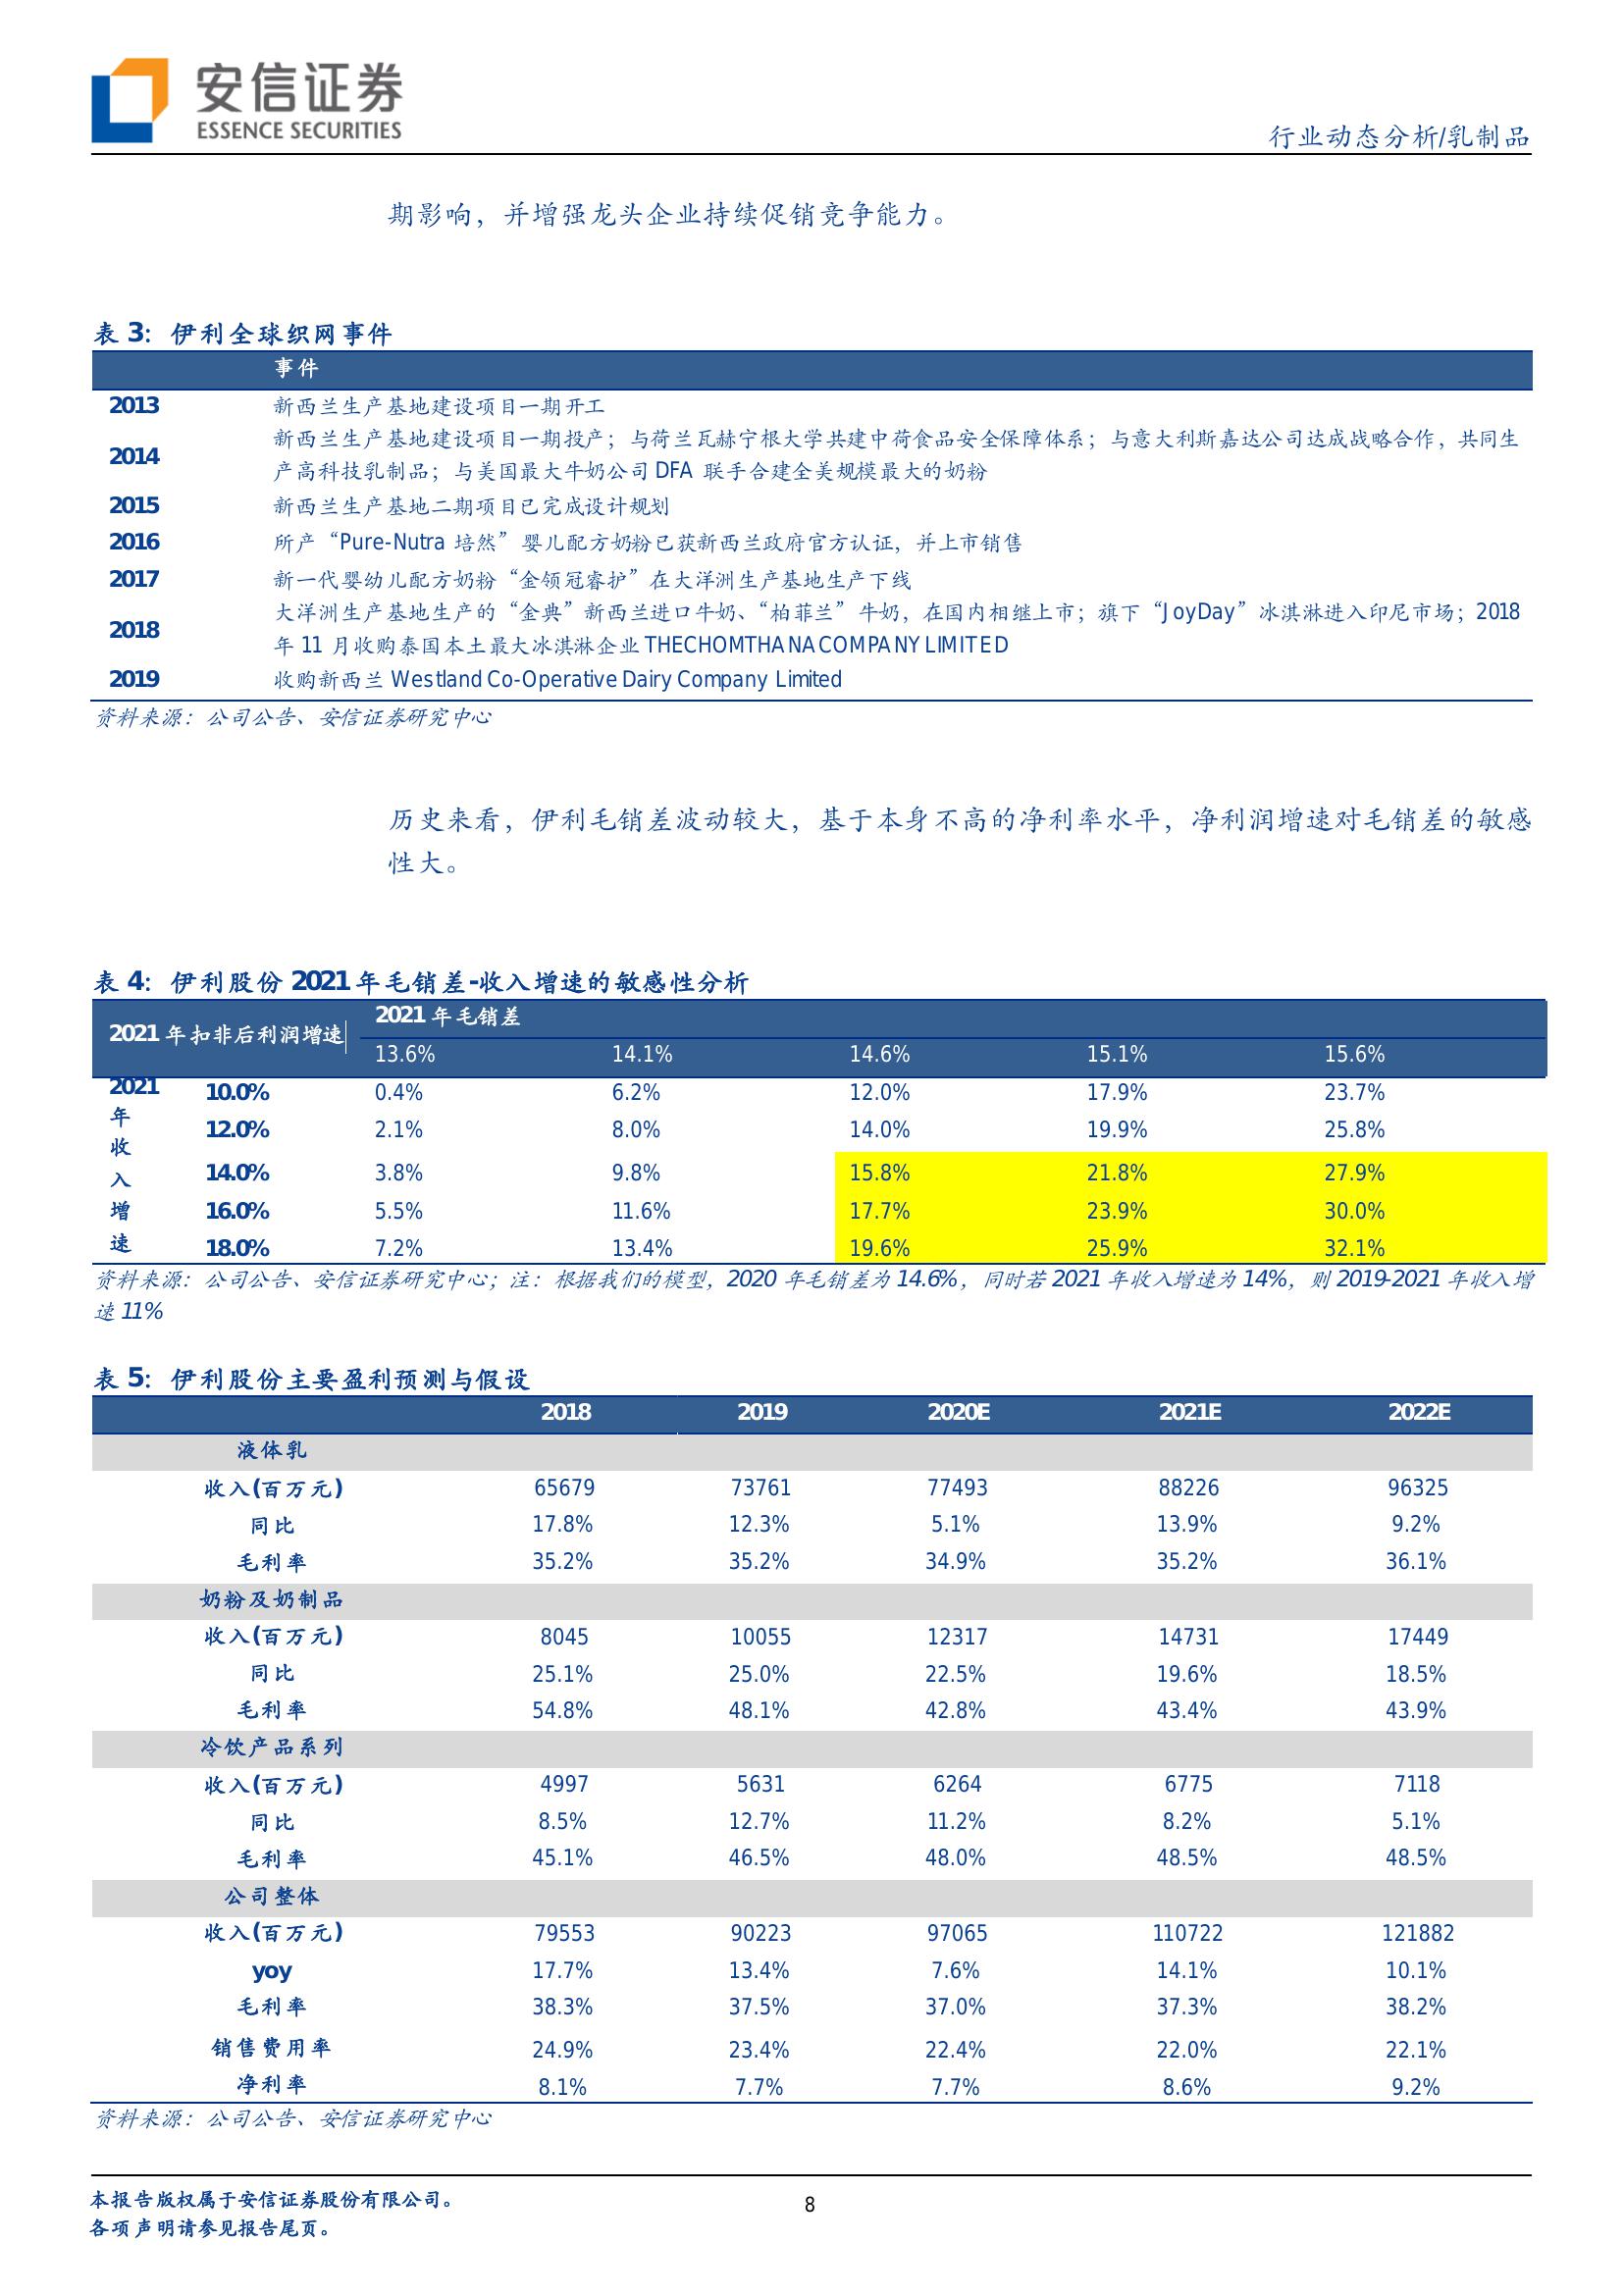 安信证券
ESSENCE SECURITIES
行业动态分析/乳制品
期影响，并增强龙头企业持续促销竞争能力。
表 3：伊利全球织网事件
事件
2013 新西兰生产基地建设项目一期开工
2014 新西兰生产基地建设项目一期投产；与荷兰瓦赫宁根大学共建中荷食品安全保障体系；与意大利斯嘉达公司达成战略合作，共同生
产高科技乳制品；与美国最大牛奶公司 DFA 联手合建全美规模最大的奶粉
2015 新西兰生产基地二期项目已完成设计规划
2016 所产“Pure-Nutra 培然”婴儿配方奶粉已获新西兰政府官方认证，并上市销售
2017 新一代婴幼儿配方奶粉“金领冠睿护”在大洋洲生产基地生产下线
2018 大洋洲生产基地生产的“金典”新西兰进口牛奶、“柏菲兰”牛奶，在国内相继上市；旗下“JoyDay”冰淇淋进入印尼市场；2018
年 11 月收购泰国本土最大冰淇淋企业 THECHOMTHANACOMPANYLIMITED
2019 收购新西兰 Westland Co-Operative Dairy Company Limited
资料来源：公司公告、安信证券研究中心
历史来看，伊利毛销差波动较大，基于本身不高的净利率水平，净利润增速对毛销差的敏感
性大。
表 4：伊利股份 2021 年毛销差-收入增速的敏感性分析
2021 年扣非后利润增速 2021 年毛销差
13.6% 14.1% 14.6% 15.1% 15.6%
2021年收入增速 10.0% 0.4% 6.2% 12.0% 17.9% 23.7%
12.0% 2.1% 8.0% 14.0% 19.9% 25.8%
14.0% 3.8% 9.8% 15.8% 21.8% 27.9%
16.0% 5.5% 11.6% 17.7% 23.9% 30.0%
18.0% 7.2% 13.4% 19.6% 25.9% 32.1%
资料来源：公司公告、安信证券研究中心；注：根据我们的模型，2020 年毛销差为 14.6%，同时若 2021 年收入增速为 14%，则 2019-2021 年收入增
速 11%
表 5：伊利股份主要盈利预测与假设
2018 2019 2020E 2021E 2022E
液体乳
收入(百万元) 65679 73761 77493 88226 96325
同比 17.8% 12.3% 5.1% 13.9% 9.2%
毛利率 35.2% 35.2% 34.9% 35.2% 36.1%
奶粉及奶制品
收入(百万元) 8045 10055 12317 14731 17449
同比 25.1% 25.0% 22.5% 19.6% 18.5%
毛利率 54.8% 48.1% 42.8% 43.4% 43.9%
冷饮产品系列
收入(百万元) 4997 5631 6264 6775 7118
同比 8.5% 12.7% 11.2% 8.2% 5.1%
毛利率 45.1% 46.5% 48.0% 48.5% 48.5%
公司整体
收入(百万元) 79553 90223 97065 110722 121882
yoy 17.7% 13.4% 7.6% 14.1% 10.1%
毛利率 38.3% 37.5% 37.0% 37.3% 38.2%
销售费用率 24.9% 23.4% 22.4% 22.0% 22.1%
净利率 8.1% 7.7% 7.7% 8.6% 9.2%
资料来源：公司公告、安信证券研究中心
本报告版权属于安信证券股份有限公司。
各项声明请参见报告尾页。
8